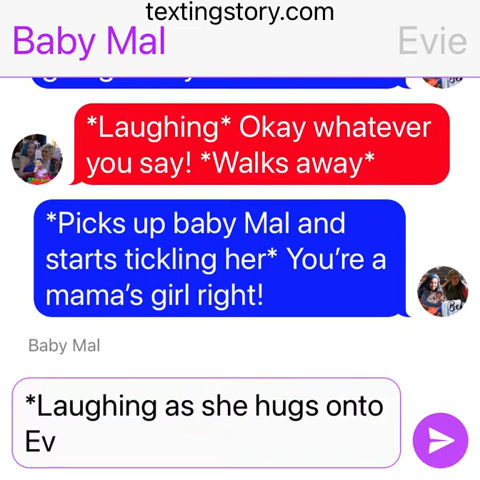 textingstory.com
Baby Mal Evie
*Laughing* Okay whatever
you say! *Walks away*
*Picks up baby Mal and
starts tickling her* You’re a
mama’s girl right!
Baby Mal
*Laughing as she hugs onto
Ev